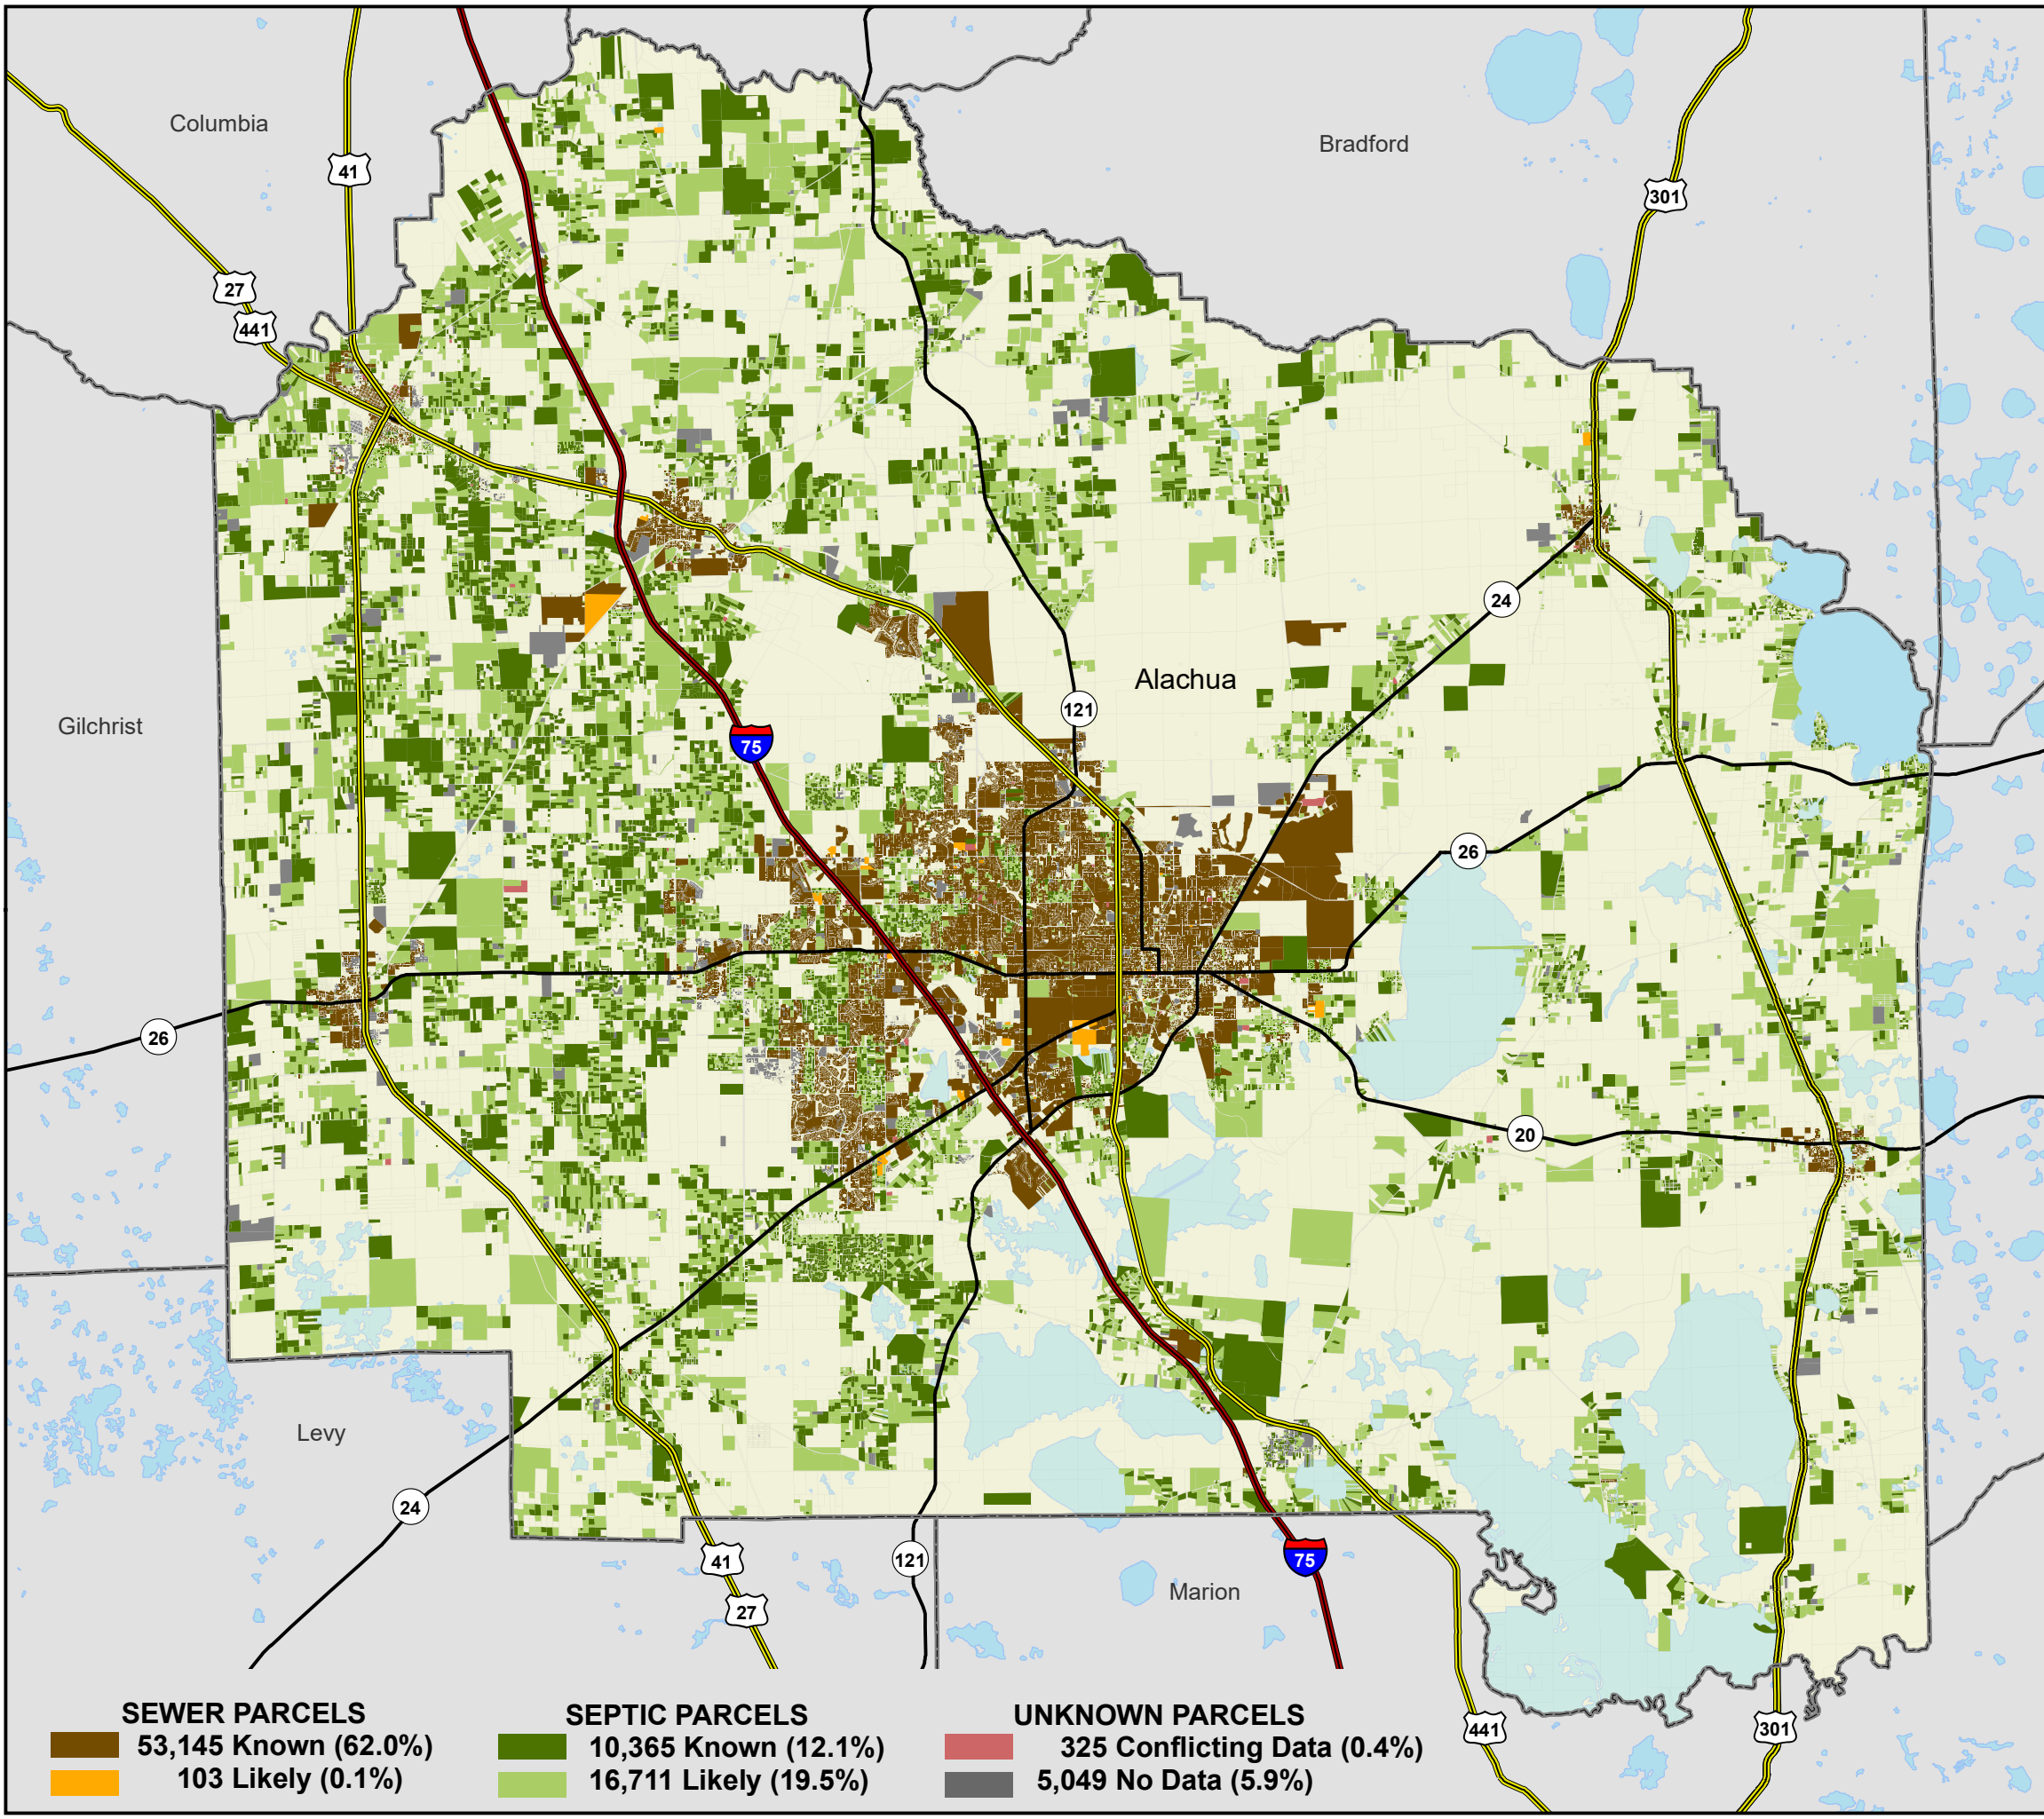 Columbia
Bradford
41
301
27
441
24
Alachua
121
Gilchrist
75
26
26
20
Levy
24
41
121
75
Marion
27
441
301
SEWER PARCELS
53,145 Known (62.0%)
103 Likely (0.1%)
SEPTIC PARCELS
10,365 Known (12.1%)
16,711 Likely (19.5%)
UNKNOWN PARCELS
325 Conflicting Data (0.4%)
5,049 No Data (5.9%)